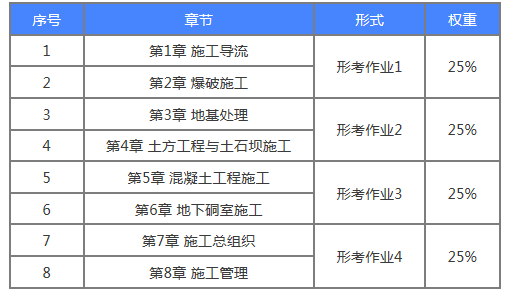 序号 章节 形式 权重
1 第1章 施工导流 形考作业1 25%
2 第2章 爆破施工
3 第3章 地基处理 形考作业2 25%
4 第4章 土方工程与土石坝施工
5 第5章 混凝土工程施工 形考作业3 25%
6 第6章 地下硐室施工
7 第7章 施工总组织 形考作业4 25%
8 第8章 施工管理